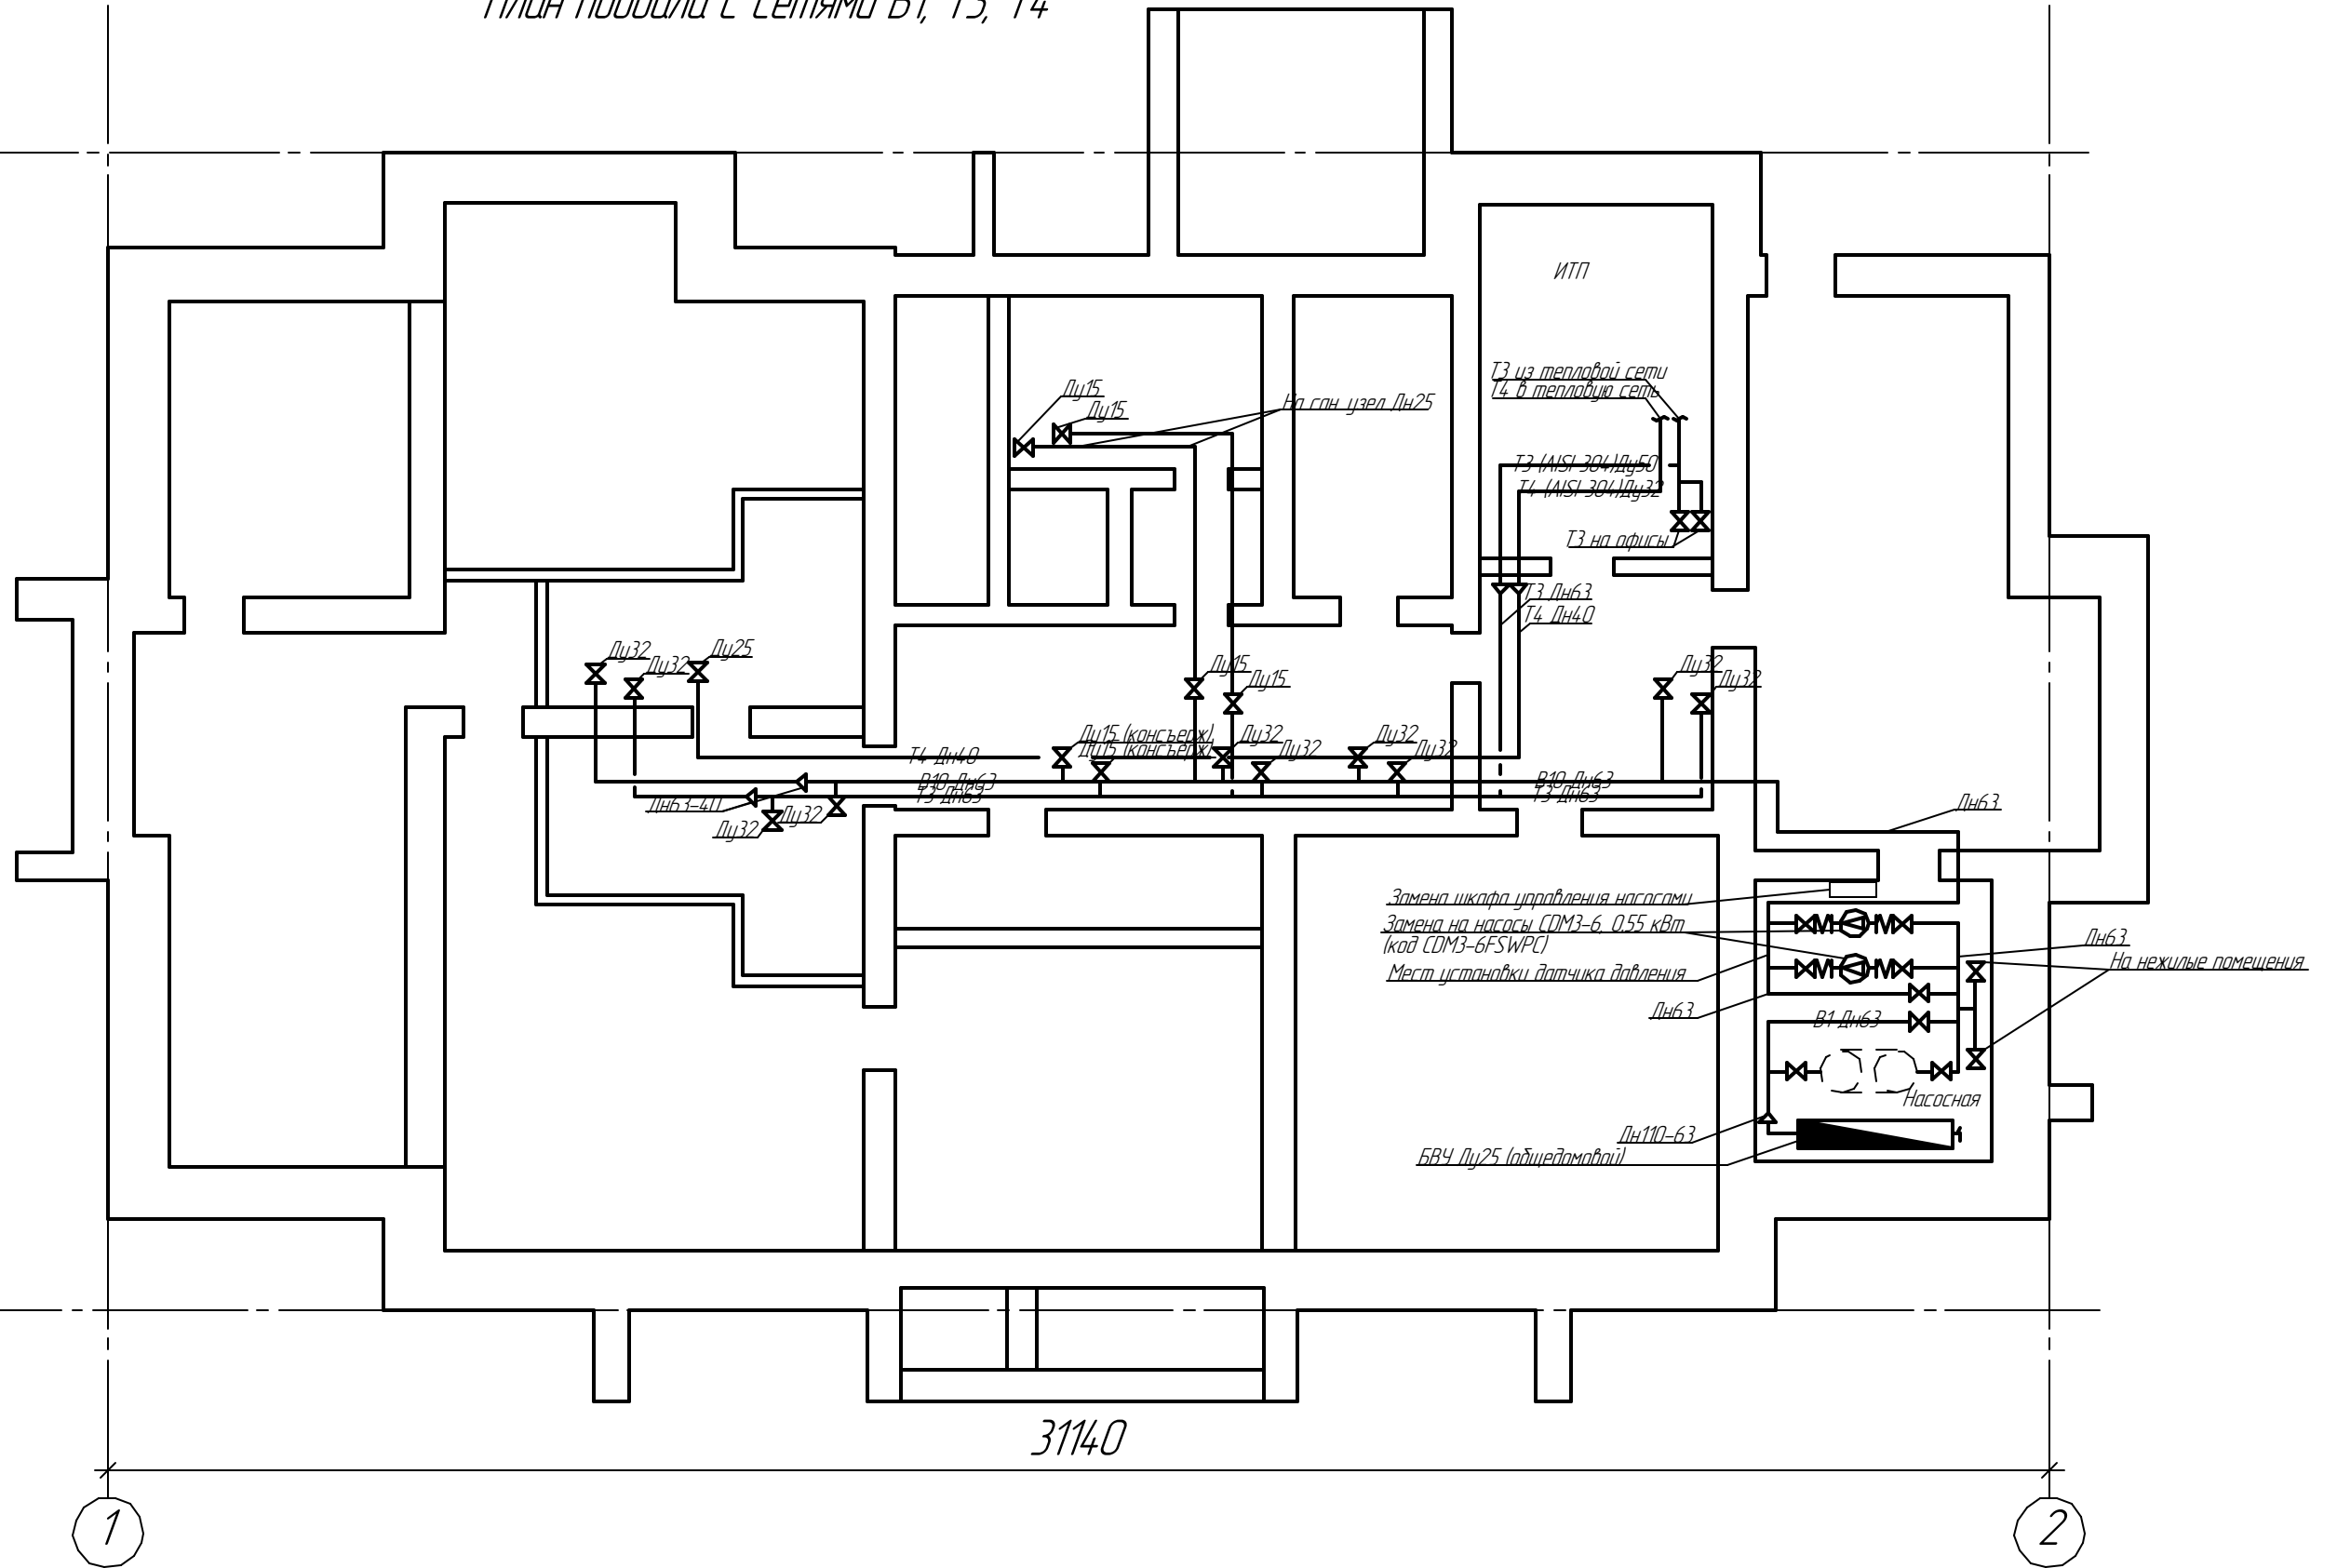 План подвала с сетями В1, Т3, Т4
ИТП
Т3 из тепловой сети
Т4 в тепловую сеть
Ду15
На сан. узел Дн25
Ду15
Т3 (AISI-304)Ду50
Т4 (AISI-304)Ду32
Т3 на офисы
Т3 Дн63
Т4 Дн40
Ду32
Ду32
Ду25
Ду15
Ду15
Ду32
Ду32
Ду15 (консъерж)
Ду15 (консъерж)
Ду32
Ду32
Ду32
Ду32
Т4 Дн40
В10 Дн63
Т3 Дн63
В10 Дн63
Т3 Дн63
Дн63-40
Ду32
Ду32
Дн63
Замена шкафа управления насосами
Замена на насосы CDM3-6, 0.55 кВт
(код CDM3-6FSWPC)
Мест установки датчика давления
Дн63
На нежилые помещения
Дн63
В1 Дн63
Насосная
Дн110-63
БВУ Ду25 (общедомовой)
31140
1
2